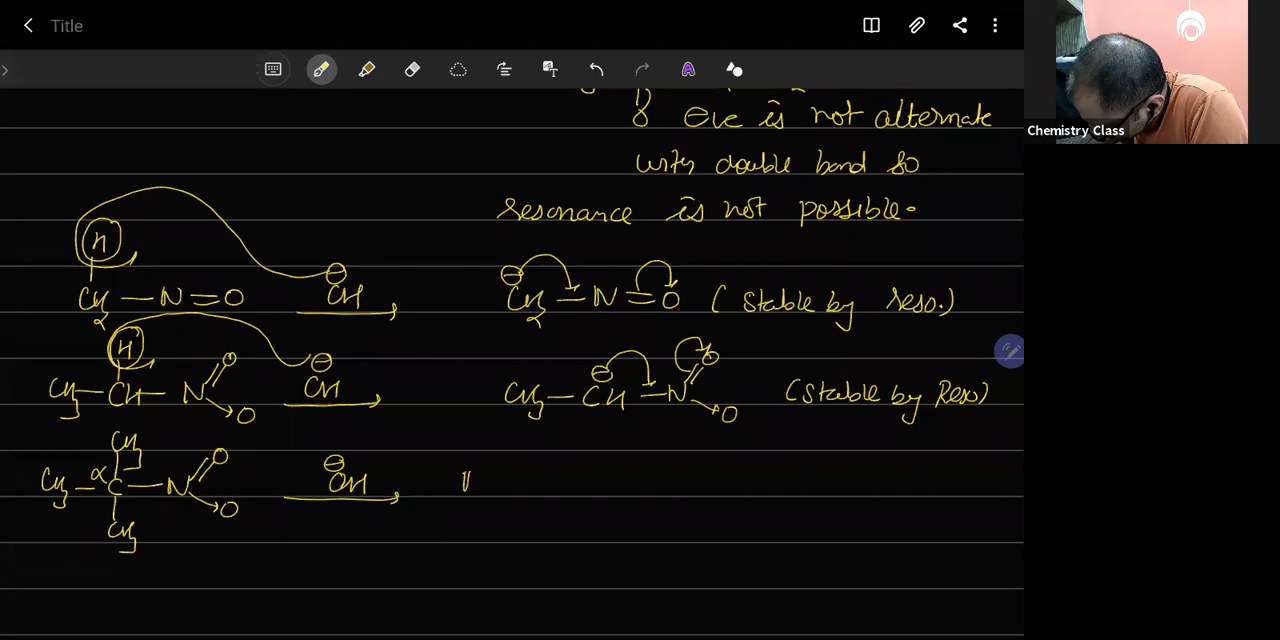 Title
Chemistry Class
⊖ve is not alternate
with double bond so
resonance is not possible.
H
CH2 — N = O ⊖OH → ⊖CH2 — N = O (Stable by reso.)
H
CH3 — CH — N O O ⊖OH → CH3 — ⊖CH — N O O (Stable by Reso)
CH3
CH3 — α C — N O O ⊖OH →
CH3